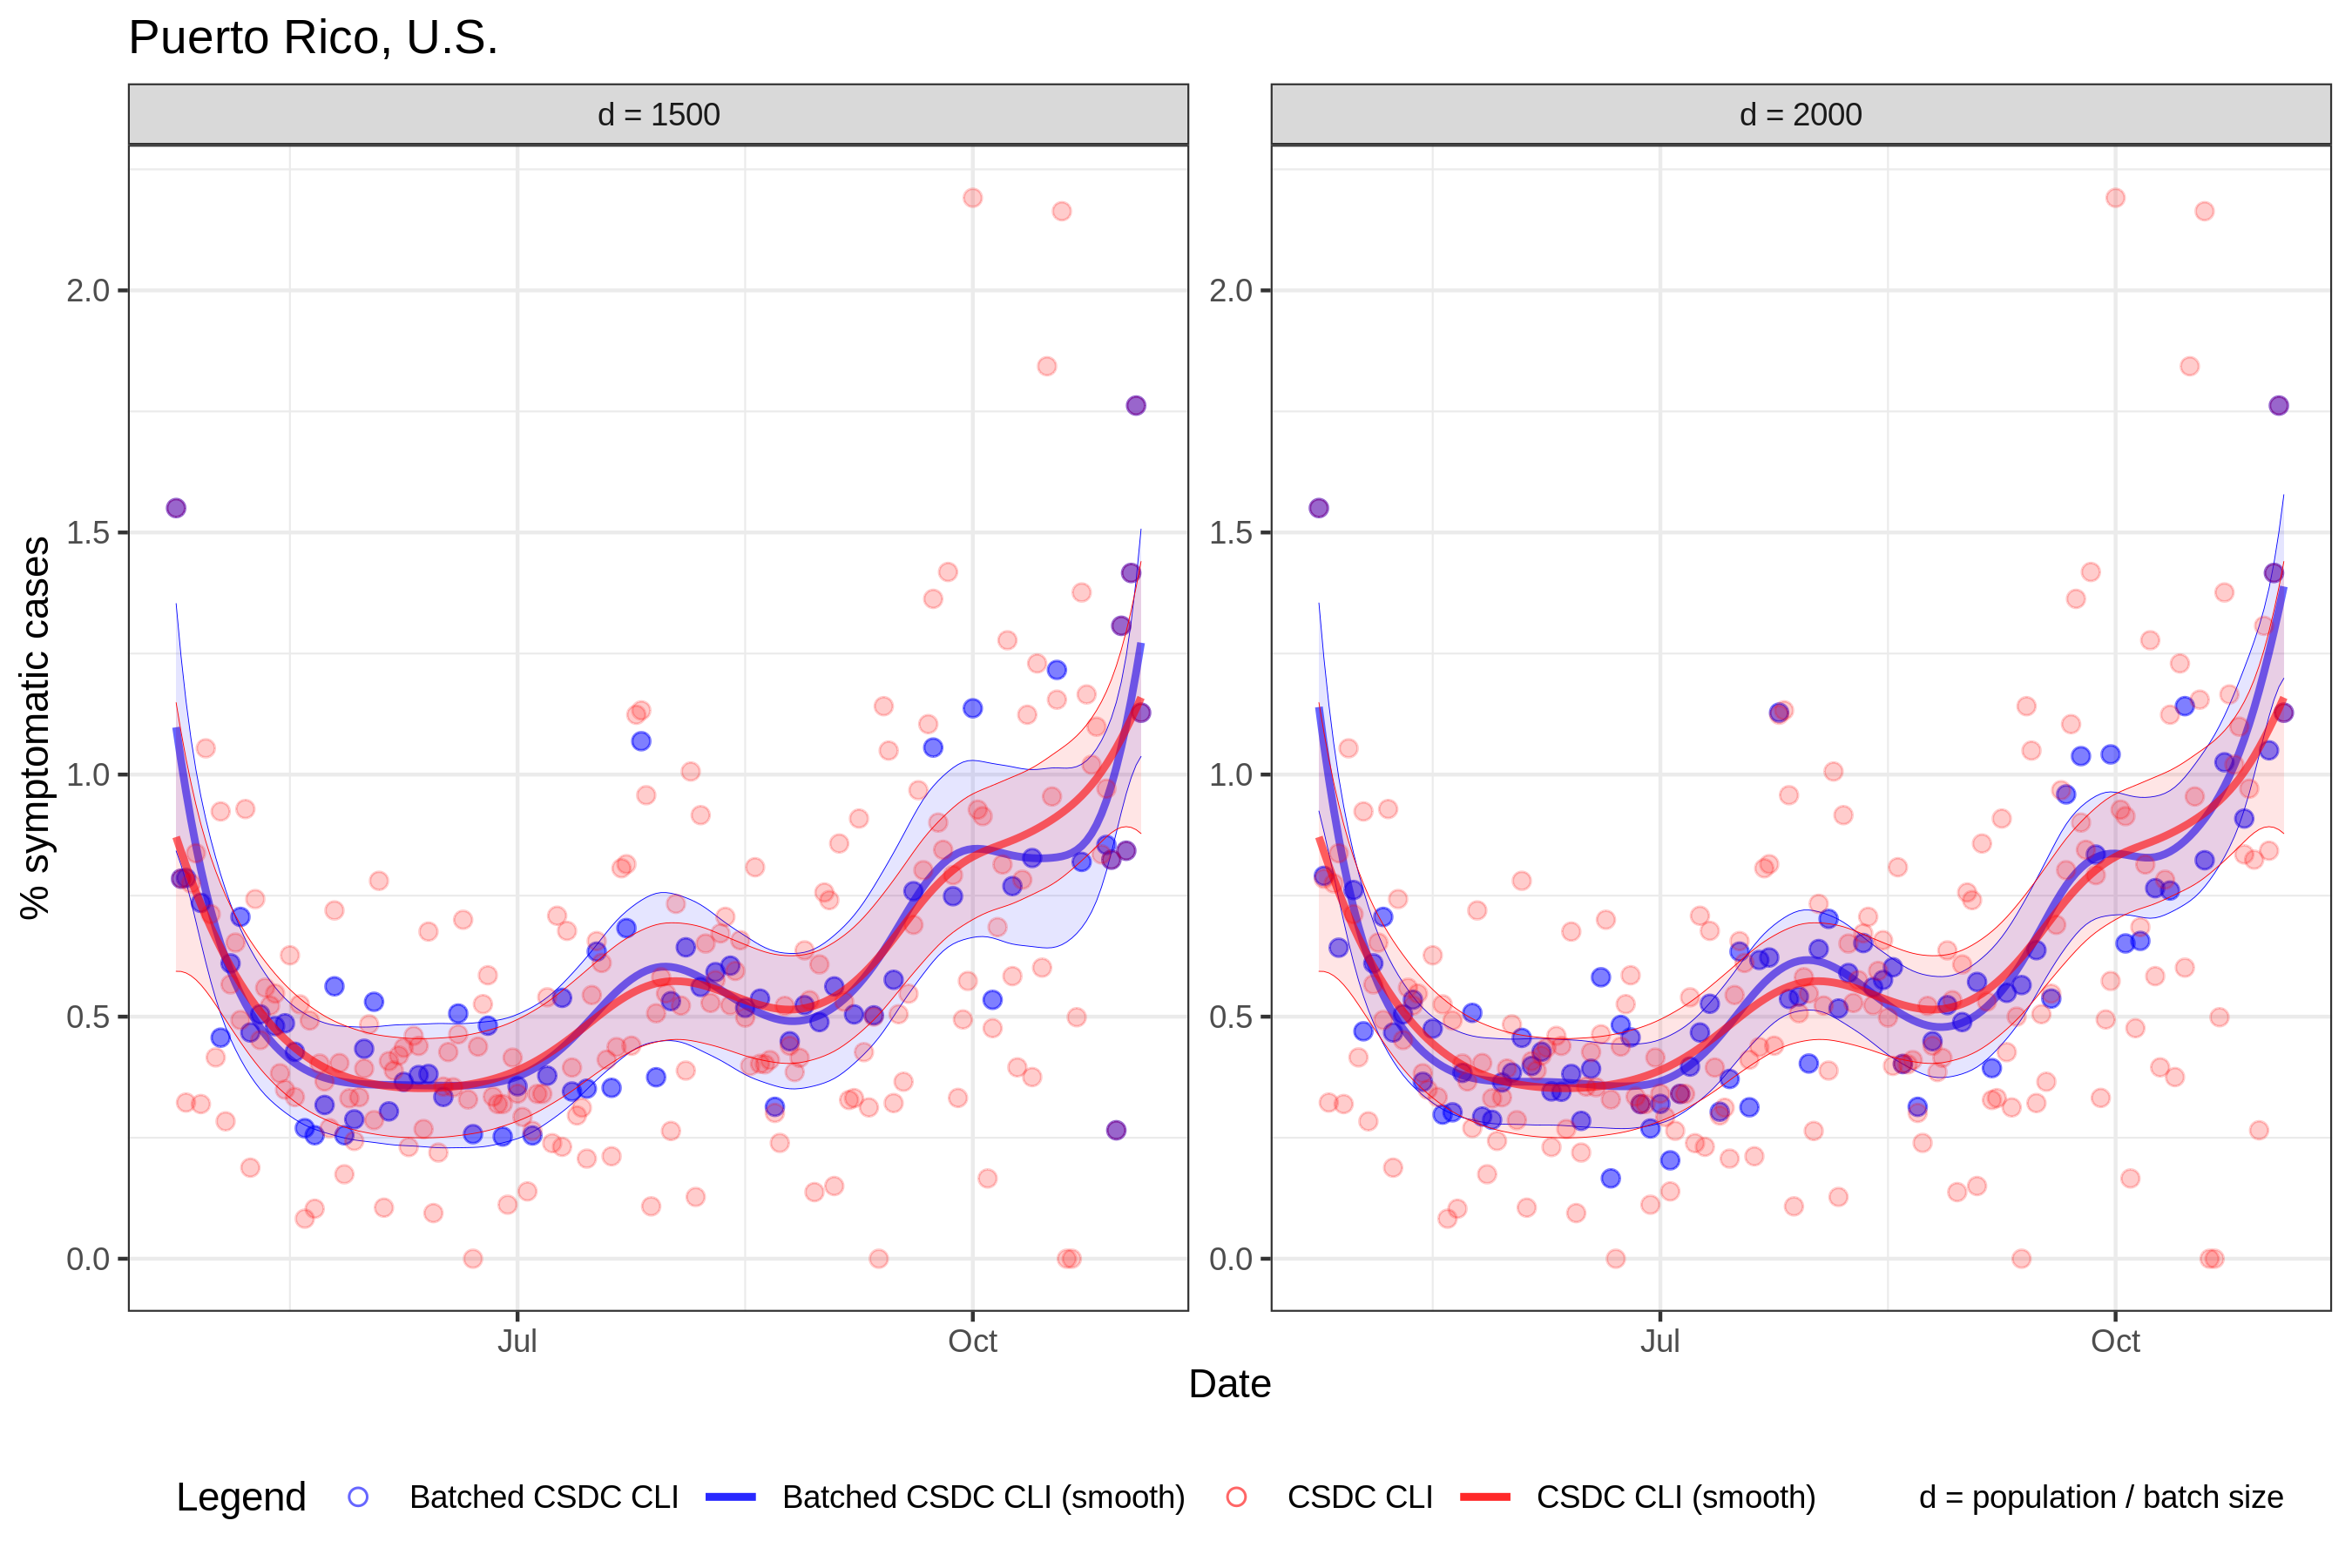 Puerto Rico, U.S.
d = 1500
d = 2000
% symptomatic cases
2.0
1.5
1.0
0.5
0.0
2.0
1.5
1.0
0.5
0.0
Jul
Oct
Jul
Oct
Date
Legend Batched CSDC CLI Batched CSDC CLI (smooth) CSDC CLI CSDC CLI (smooth) d = population / batch size